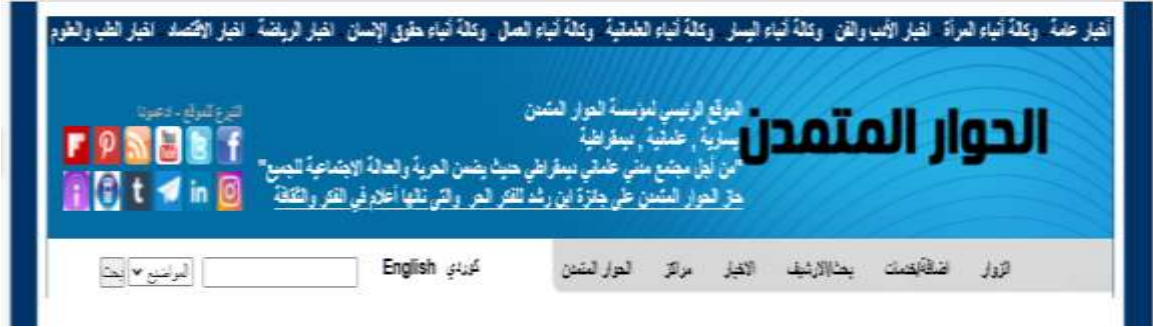 أخبار عامة وكالة أنباء المرأة اخبار الأدب والفن وكالة أنباء اليسار وكالة أنباء العلمانية وكالة أنباء العمال وكالة أنباء حقوق الإنسان اخبار الرياضة اخبار الاقتصاد اخبار الطب والعلوم
الحوار المتمدن
الموقع الرئيسي لمؤسسة الحوار المتمدن
يسارية , علمانية , ديمقراطية
"من أجل مجتمع مدني علماني ديمقراطي حديث يضمن الحرية والعدالة الاجتماعية للجميع"
حاز الحوار المتمدن على جائزة ابن رشد للفكر الحر والتى نالها أعلام في الفكر والثقافة
التبرع للموقع - ادعمونا
الزوار اضافة/خدمات بحث/الارشيف الاخبار مراكز الحوار المتمدن كوردي English المواضيع بحث